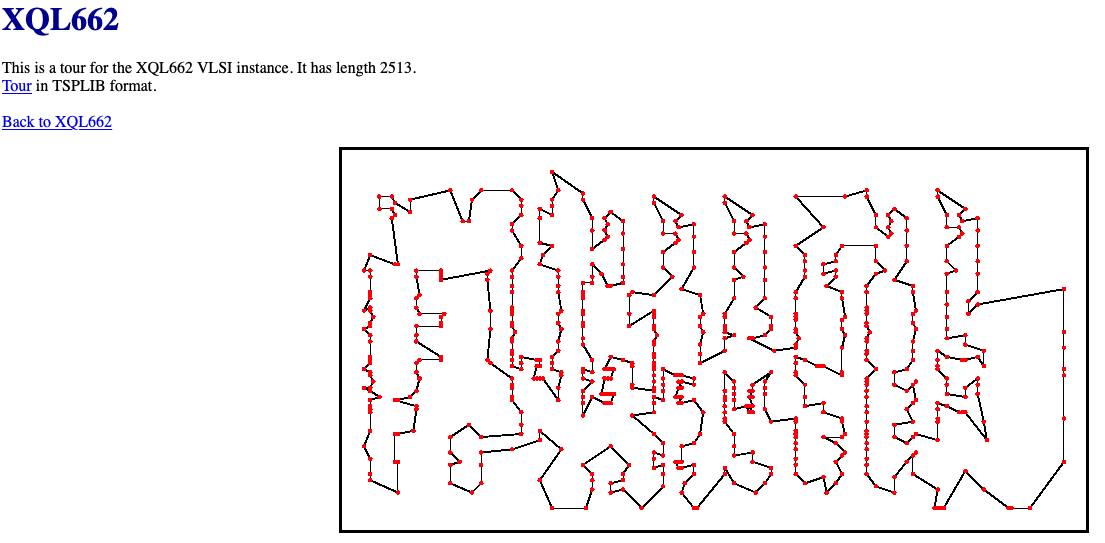 XQL662
This is a tour for the XQL662 VLSI instance. It has length 2513.
Tour in TSPLIB format.
Back to XQL662